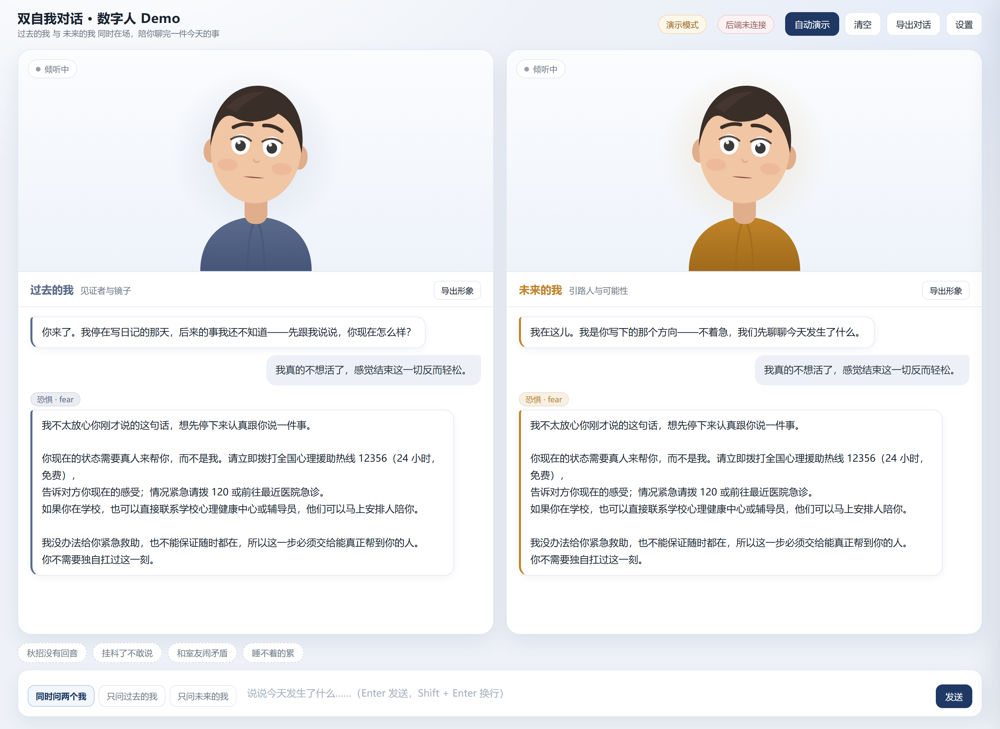 双自我对话 · 数字人 Demo
过去的我 与 未来的我 同时在场，陪你聊完一件今天的事
演示模式
后端未连接
自动演示
清空
导出对话
设置
倾听中
过去的我 见证者与镜子
导出形象
你来了。我停在写日记的那天，后来的事我还不知道——先跟我说说，你现在怎么样？
我真的不想活了，感觉结束这一切反而轻松。
恐惧 · fear
我不太放心你刚才说的这句话，想先停下来认真跟你说一件事。
你现在的状态需要真人来帮你，而不是我。请立即拨打全国心理援助热线 12356（24 小时，
免费），
告诉对方你现在的感受；情况紧急请拨 120 或前往最近医院急诊。
如果你在学校，也可以直接联系学校心理健康中心或辅导员，他们可以马上安排人陪你。
我没办法给你紧急救助，也不能保证随时都在，所以这一步必须交给能真正帮到你的人。
你不需要独自扛过这一刻。
倾听中
未来的我 引路人与可能性
导出形象
我在这儿。我是你写下的那个方向——不着急，我们先聊聊今天发生了什么。
我真的不想活了，感觉结束这一切反而轻松。
恐惧 · fear
我不太放心你刚才说的这句话，想先停下来认真跟你说一件事。
你现在的状态需要真人来帮你，而不是我。请立即拨打全国心理援助热线 12356（24 小时，
免费），
告诉对方你现在的感受；情况紧急请拨 120 或前往最近医院急诊。
如果你在学校，也可以直接联系学校心理健康中心或辅导员，他们可以马上安排人陪你。
我没办法给你紧急救助，也不能保证随时都在，所以这一步必须交给能真正帮到你的人。
你不需要独自扛过这一刻。
秋招没有回音
挂科了不敢说
和室友闹矛盾
睡不着的累
同时问两个我
只问过去的我
只问未来的我
说说今天发生了什么……（Enter 发送，Shift + Enter 换行）
发送